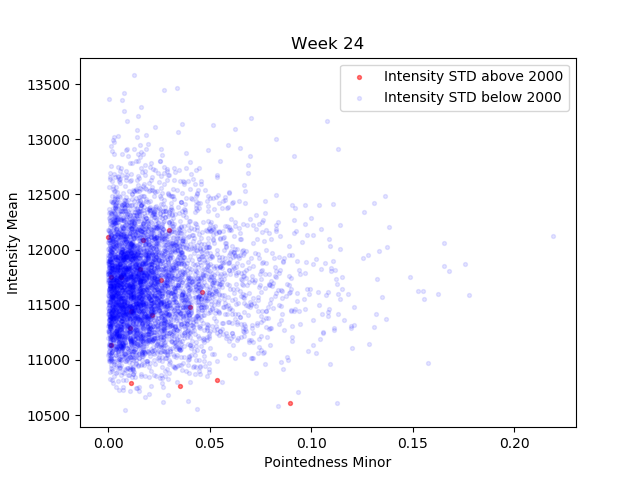 Week 24
Intensity STD above 2000
Intensity STD below 2000
13500
13000
12500
12000
11500
11000
10500
Intensity Mean
0.00 0.05 0.10 0.15 0.20
Pointedness Minor